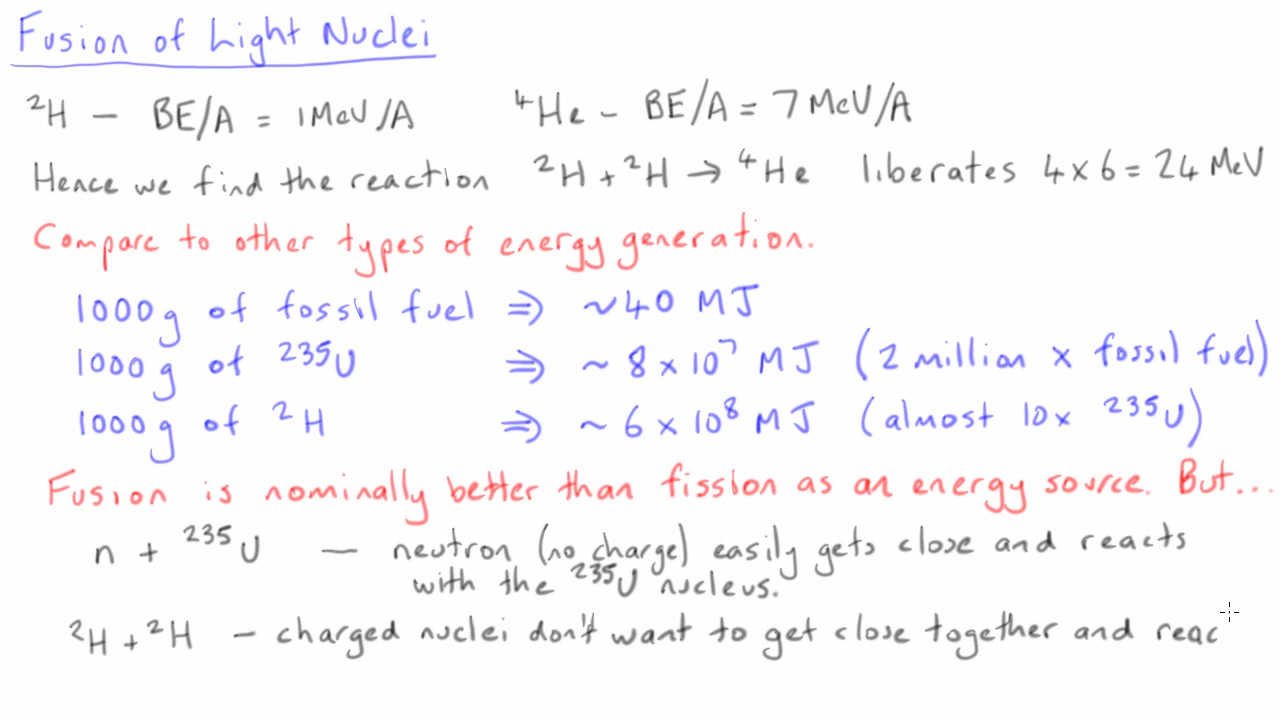 Fusion of Light Nuclei
²H – BE/A = 1 MeV/A ⁴He – BE/A = 7 MeV/A
Hence we find the reaction ²H + ²H → ⁴He liberates 4 x 6 = 24 MeV
Compare to other types of energy generation.
1000g of fossil fuel ⇒ ~40 MJ
1000g of ²³⁵U ⇒ ~ 8 x 10⁷ MJ (2 million x fossil fuel)
1000g of ²H ⇒ ~ 6 x 10⁸ MJ (almost 10x ²³⁵U)
Fusion is nominally better than fission as an energy source. But...
n + ²³⁵U — neutron (no charge) easily gets close and reacts
with the ²³⁵U nucleus.
²H + ²H – charged nuclei don't want to get close together and reac